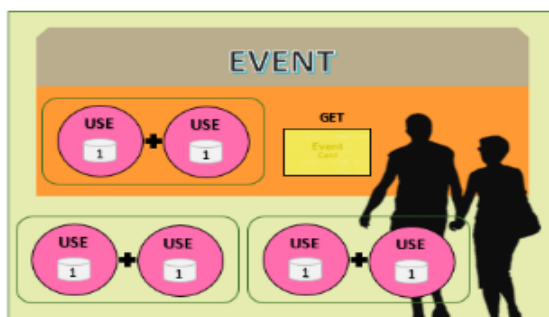 EVENT
USE + USE
1 1
GET
Event
Card
USE + USE
1 1
USE + USE
1 1